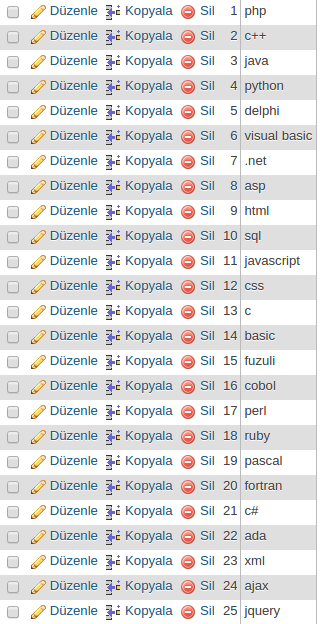 Düzenle Kopyala Sil 1 php
Düzenle Kopyala Sil 2 c++
Düzenle Kopyala Sil 3 java
Düzenle Kopyala Sil 4 python
Düzenle Kopyala Sil 5 delphi
Düzenle Kopyala Sil 6 visual basic
Düzenle Kopyala Sil 7 .net
Düzenle Kopyala Sil 8 asp
Düzenle Kopyala Sil 9 html
Düzenle Kopyala Sil 10 sql
Düzenle Kopyala Sil 11 javascript
Düzenle Kopyala Sil 12 css
Düzenle Kopyala Sil 13 c
Düzenle Kopyala Sil 14 basic
Düzenle Kopyala Sil 15 fuzuli
Düzenle Kopyala Sil 16 cobol
Düzenle Kopyala Sil 17 perl
Düzenle Kopyala Sil 18 ruby
Düzenle Kopyala Sil 19 pascal
Düzenle Kopyala Sil 20 fortran
Düzenle Kopyala Sil 21 c#
Düzenle Kopyala Sil 22 ada
Düzenle Kopyala Sil 23 xml
Düzenle Kopyala Sil 24 ajax
Düzenle Kopyala Sil 25 jquery